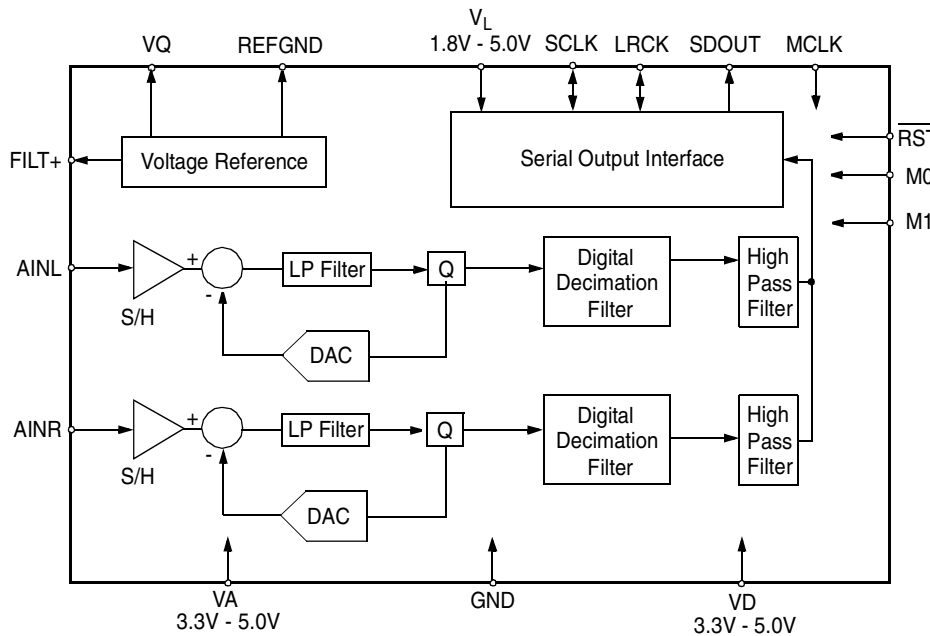 VQ
REFGND
VL
1.8V - 5.0V
SCLK
LRCK
SDOUT
MCLK
FILT+
Voltage Reference
Serial Output Interface
RST
M0
M1
AINL
+
-
S/H
LP Filter
Q
DAC
Digital
Decimation
Filter
High
Pass
Filter
AINR
+
-
S/H
LP Filter
Q
DAC
Digital
Decimation
Filter
High
Pass
Filter
VA
3.3V - 5.0V
GND
VD
3.3V - 5.0V